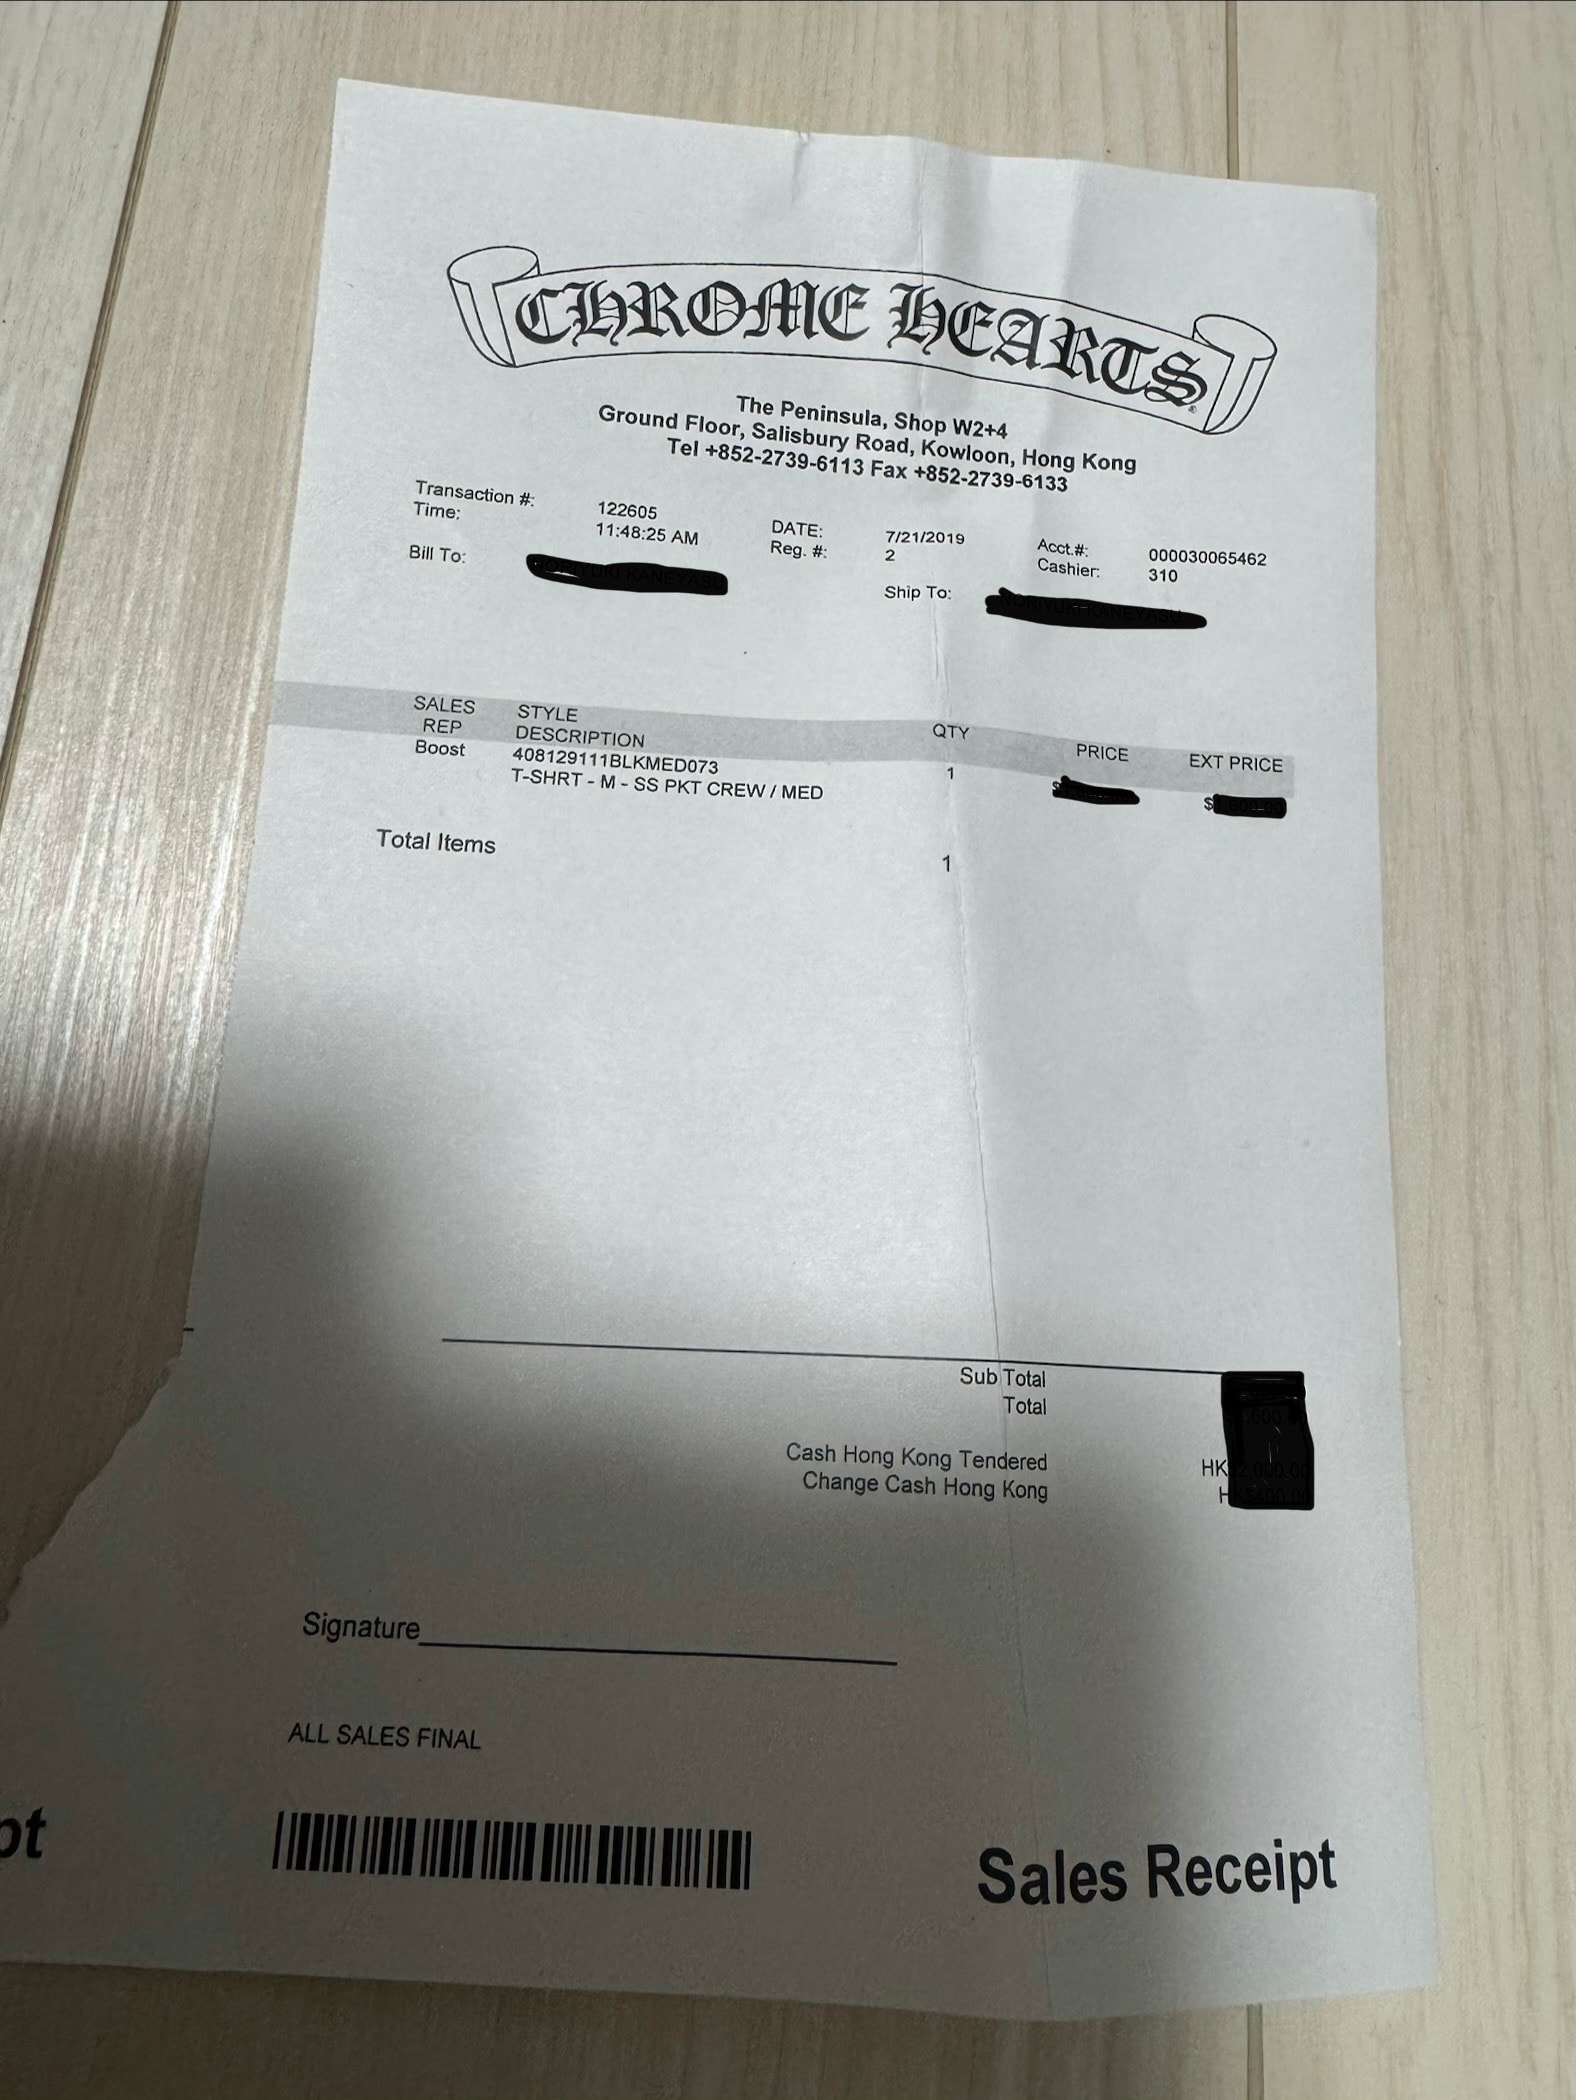 CHROME HEARTS
The Peninsula, Shop W2+4
Ground Floor, Salisbury Road, Kowloon, Hong Kong
Tel +852-2739-6113 Fax +852-2739-6133
Transaction #: 122605 DATE: 7/21/2019 Acct.#: 000030065462
Time: 11:48:25 AM Reg. #: 2 Cashier: 310
Bill To: Ship To:
SALES REP STYLE DESCRIPTION QTY PRICE EXT PRICE
Boost 408129111BLKMED073 1 $ $
T-SHRT - M - SS PKT CREW / MED
Total Items 1
Sub Total
Total
Cash Hong Kong Tendered HK
Change Cash Hong Kong H
Signature
ALL SALES FINAL
pt Sales Receipt